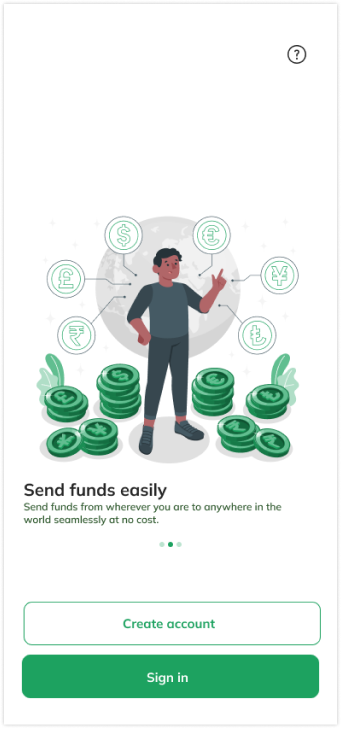 ?
$
€
£
¥
₹
₺
Send funds easily
Send funds from wherever you are to anywhere in the
world seamlessly at no cost.
Create account
Sign in